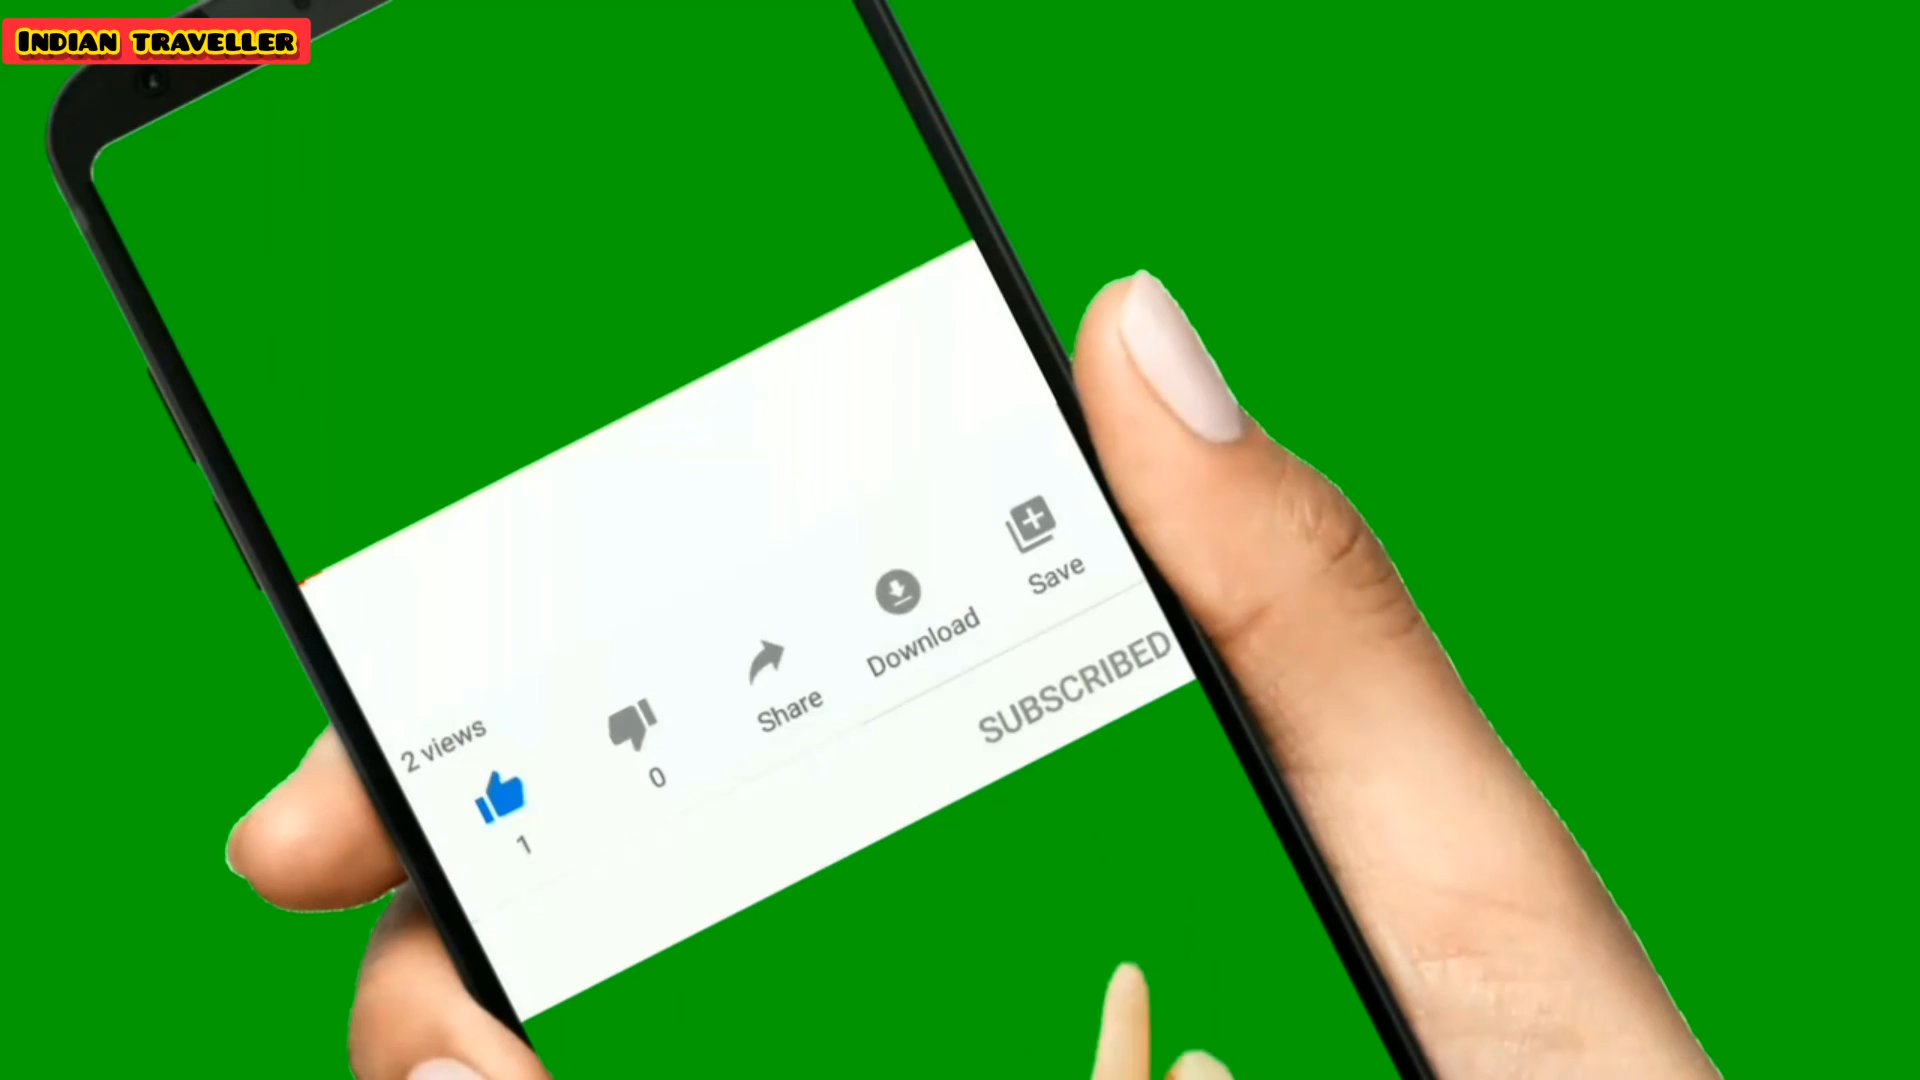 INDIAN TRAVELLER
2 views
1
0
Share
Download
Save
SUBSCRIBED